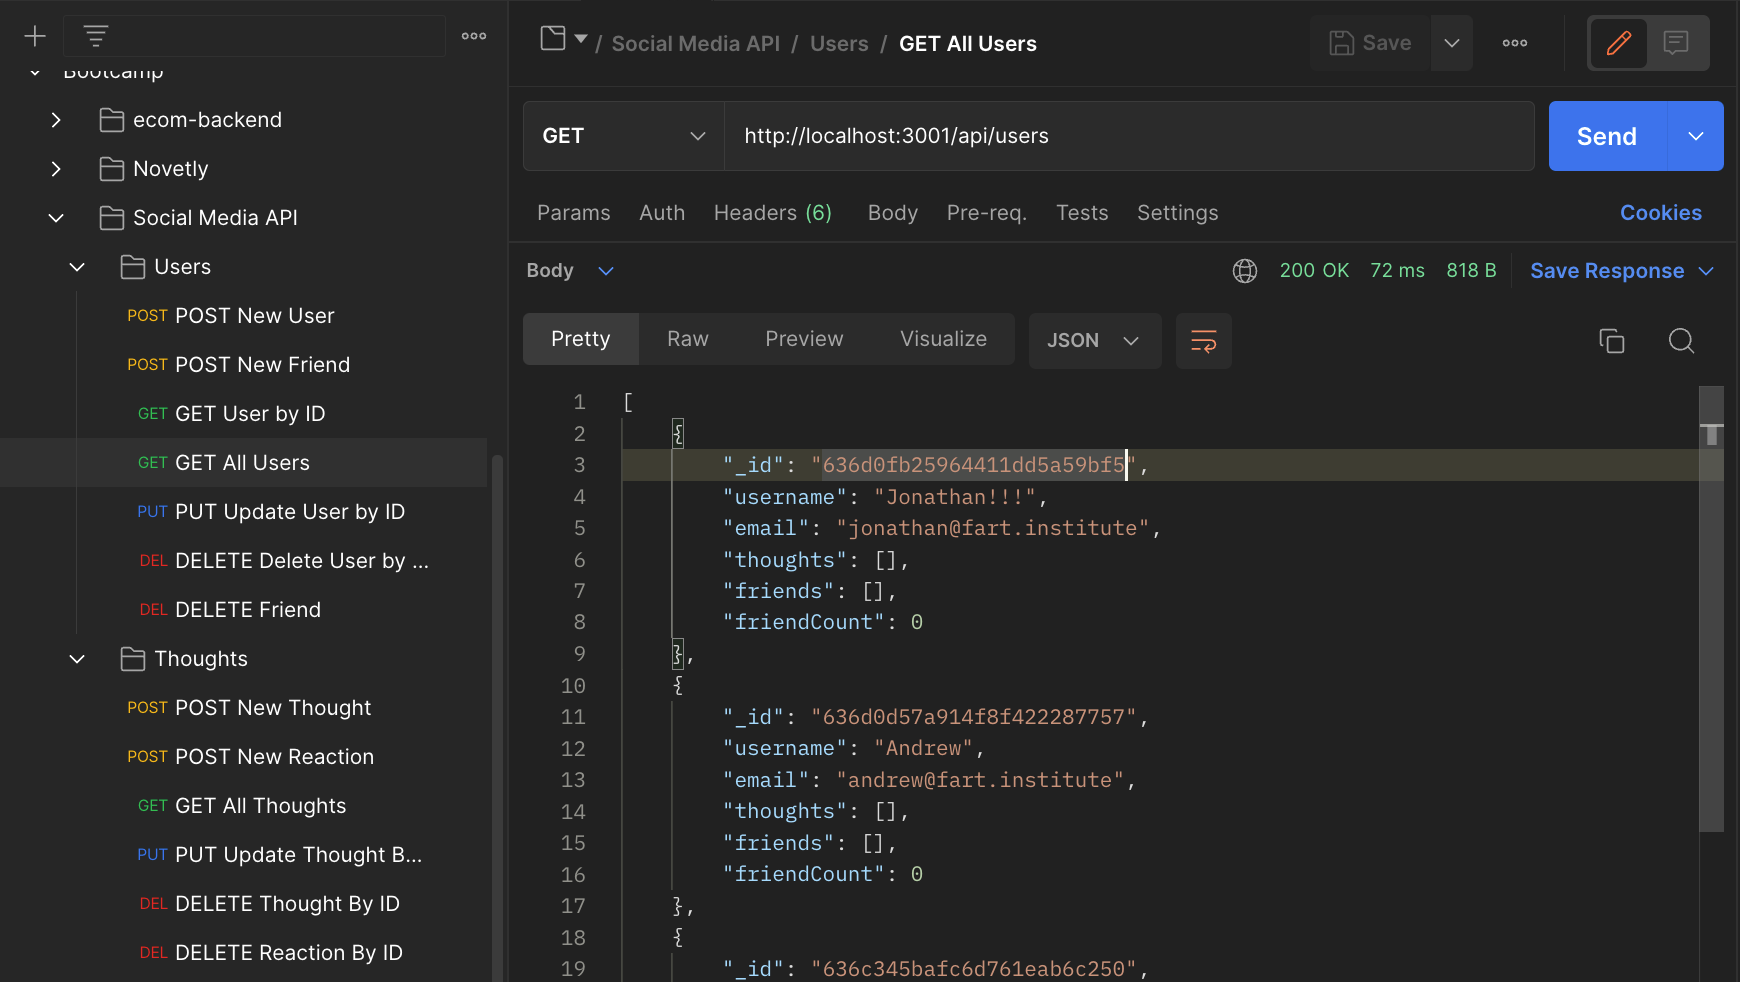 Bootcamp
ecom-backend
Novetly
Social Media API
Users
POST POST New User
POST POST New Friend
GET GET User by ID
GET GET All Users
PUT PUT Update User by ID
DEL DELETE Delete User by ...
DEL DELETE Friend
Thoughts
POST POST New Thought
POST POST New Reaction
GET GET All Thoughts
PUT PUT Update Thought B...
DEL DELETE Thought By ID
DEL DELETE Reaction By ID
/ Social Media API / Users / GET All Users
Save
GET http://localhost:3001/api/users Send
Params Auth Headers (6) Body Pre-req. Tests Settings Cookies
Body 200 OK 72 ms 818 B Save Response
Pretty Raw Preview Visualize JSON
1 [
2 {
3 "_id": "636d0fb25964411dd5a59bf5",
4 "username": "Jonathan!!!",
5 "email": "jonathan@fart.institute",
6 "thoughts": [],
7 "friends": [],
8 "friendCount": 0
9 },
10 {
11 "_id": "636d0d57a914f8f422287757",
12 "username": "Andrew",
13 "email": "andrew@fart.institute",
14 "thoughts": [],
15 "friends": [],
16 "friendCount": 0
17 },
18 {
19 "_id": "636c345bafc6d761eab6c250",